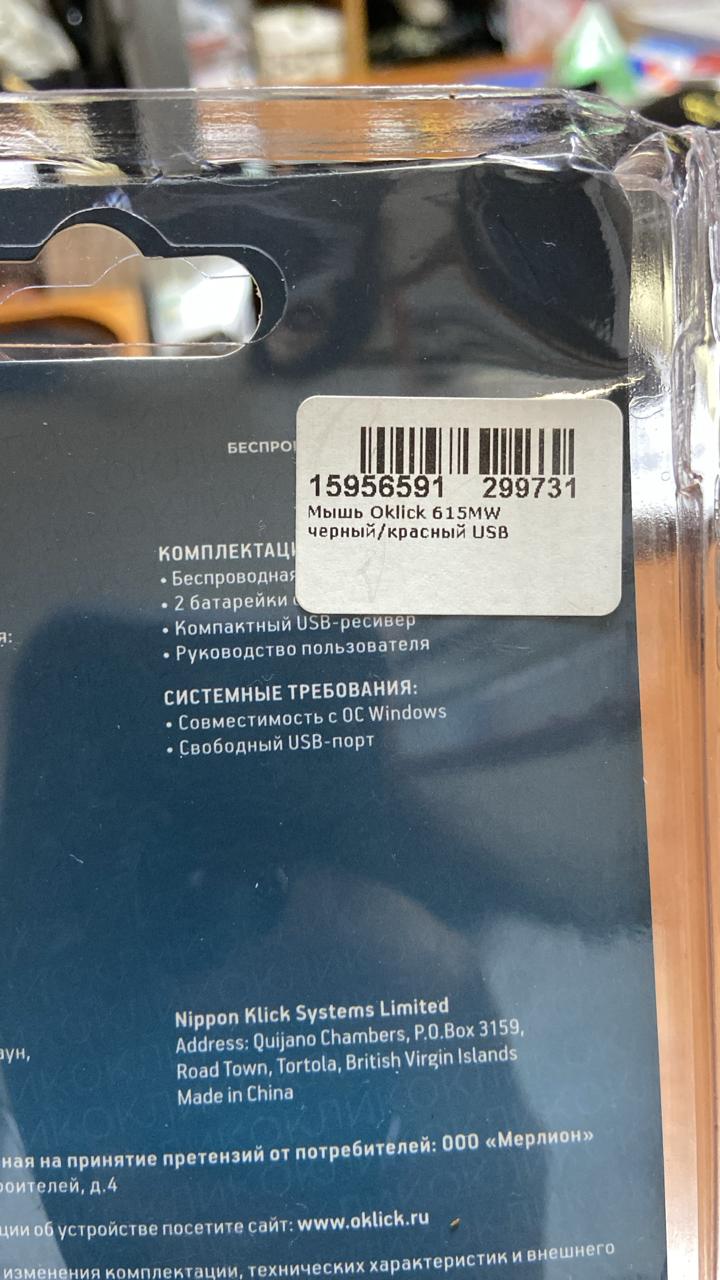 БЕСПРО
15956591 299731
Мышь Oklick 615MW
черный/красный USB
КОМПЛЕКТАЦИ
• Беспроводная
• 2 батарейки
• Компактный USB-ресивер
• Руководство пользователя
я:
СИСТЕМНЫЕ ТРЕБОВАНИЯ:
• Совместимость с ОС Windows
• Свободный USB-порт
Nippon Klick Systems Limited
Address: Quijano Chambers, P.O.Box 3159,
аун,
Road Town, Tortola, British Virgin Islands
Made in China
ная на принятие претензий от потребителей: ООО «Мерлион»
роителей, д.4
ции об устройстве посетите сайт: www.oklick.ru
изменения комплектации, технических характеристик и внешнего